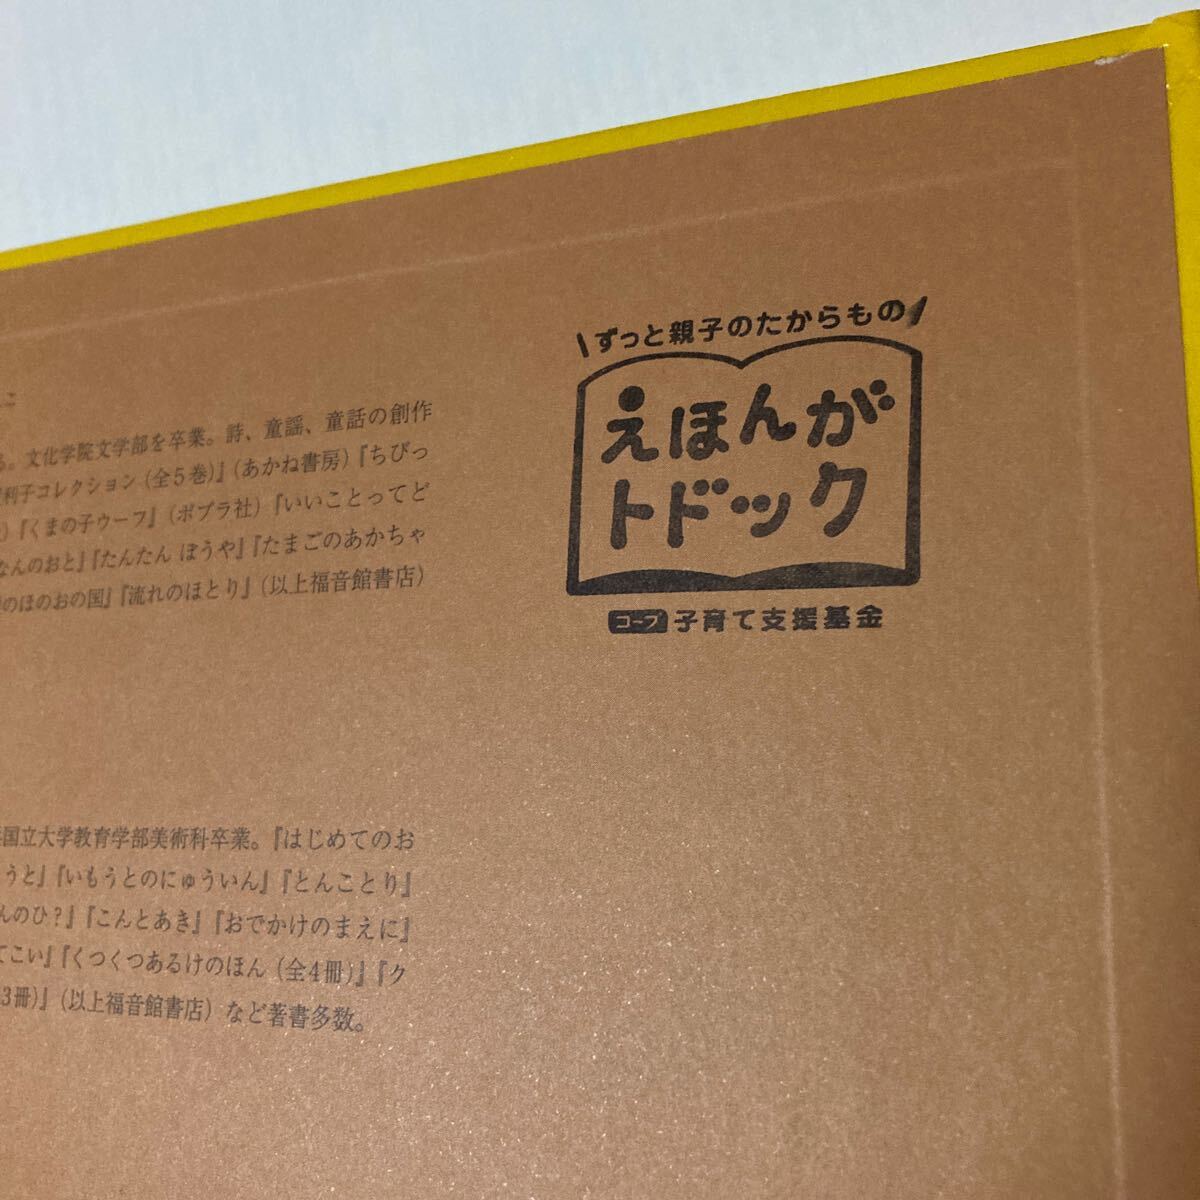 ずっと親子のたからもの
えほんが
トドック
コープ 子育て支援基金
こ
る。文化学院文学部を卒業。詩、童謡、童話の創作
利子コレクション(全5巻)』(あかね書房)『ちびっ
)『くまの子ウーフ』(ポプラ社)『いいことってど
なんのおと』『たんたん ぼうや』『たまごのあかちゃ
のほのおの国』『流れのほとり』(以上福音館書店)
国立大学教育学部美術科卒業。『はじめてのお
うと』『いもうとのにゅういん』『とんことり』
んのひ?』『こんとあき』『おでかけのまえに』
てこい』『くつくつあるけのほん(全4冊)』『ク
3冊)』(以上福音館書店)など著書多数。